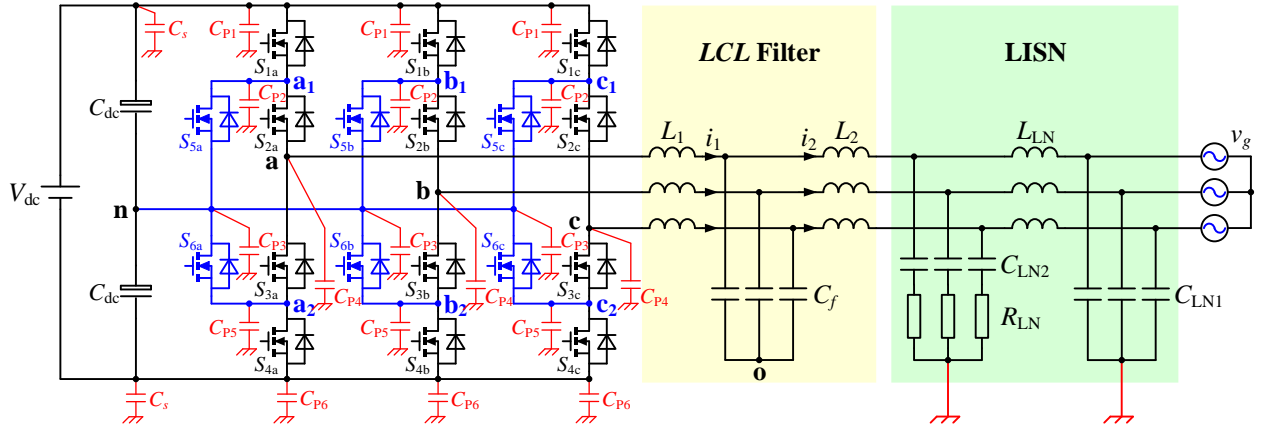 C_s C_P1 C_P1 C_P1
S_1a S_1b S_1c
LCL Filter LISN
a_1 b_1 c_1
C_dc C_P2 C_P2 C_P2
S_5a S_2a S_5b S_2b S_5c S_2c
L_1 i_1 i_2 L_2 L_LN v_g
a
V_dc b
n
c
S_6a C_P3 S_6b C_P3 S_6c C_P3
C_dc S_3a C_P4 S_3b C_P4 S_3c C_P4
C_f C_LN2 C_LN1
a_2 b_2 c_2
R_LN
C_P5 C_P5 C_P5
S_4a S_4b S_4c
o
C_s C_P6 C_P6 C_P6